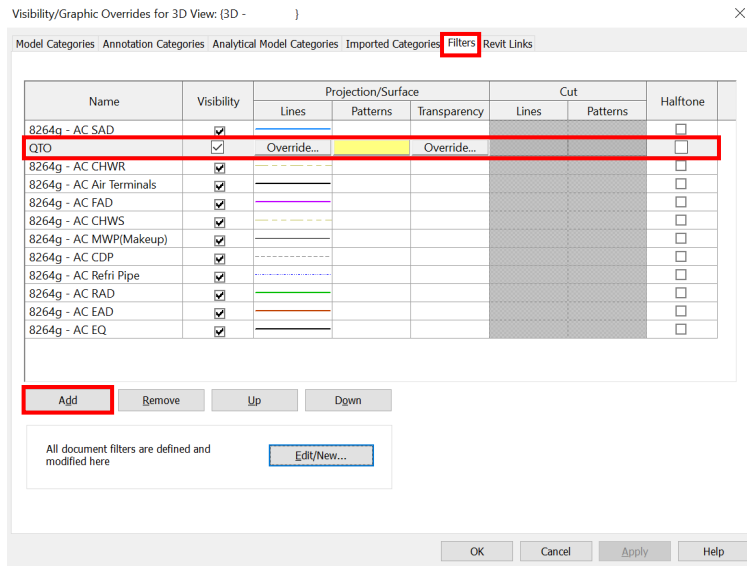 Visibility/Graphic Overrides for 3D View: {3D - }
Model Categories Annotation Categories Analytical Model Categories Imported Categories Filters Revit Links
Name Visibility Projection/Surface Cut Halftone
Lines Patterns Transparency Lines Patterns
8264g - AC SAD
QTO Override... Override...
8264g - AC CHWR
8264g - AC Air Terminals
8264g - AC FAD
8264g - AC CHWS
8264g - AC MWP(Makeup)
8264g - AC CDP
8264g - AC Refri Pipe
8264g - AC RAD
8264g - AC EAD
8264g - AC EQ
Add Remove Up Down
All document filters are defined and
modified here
Edit/New...
OK Cancel Apply Help